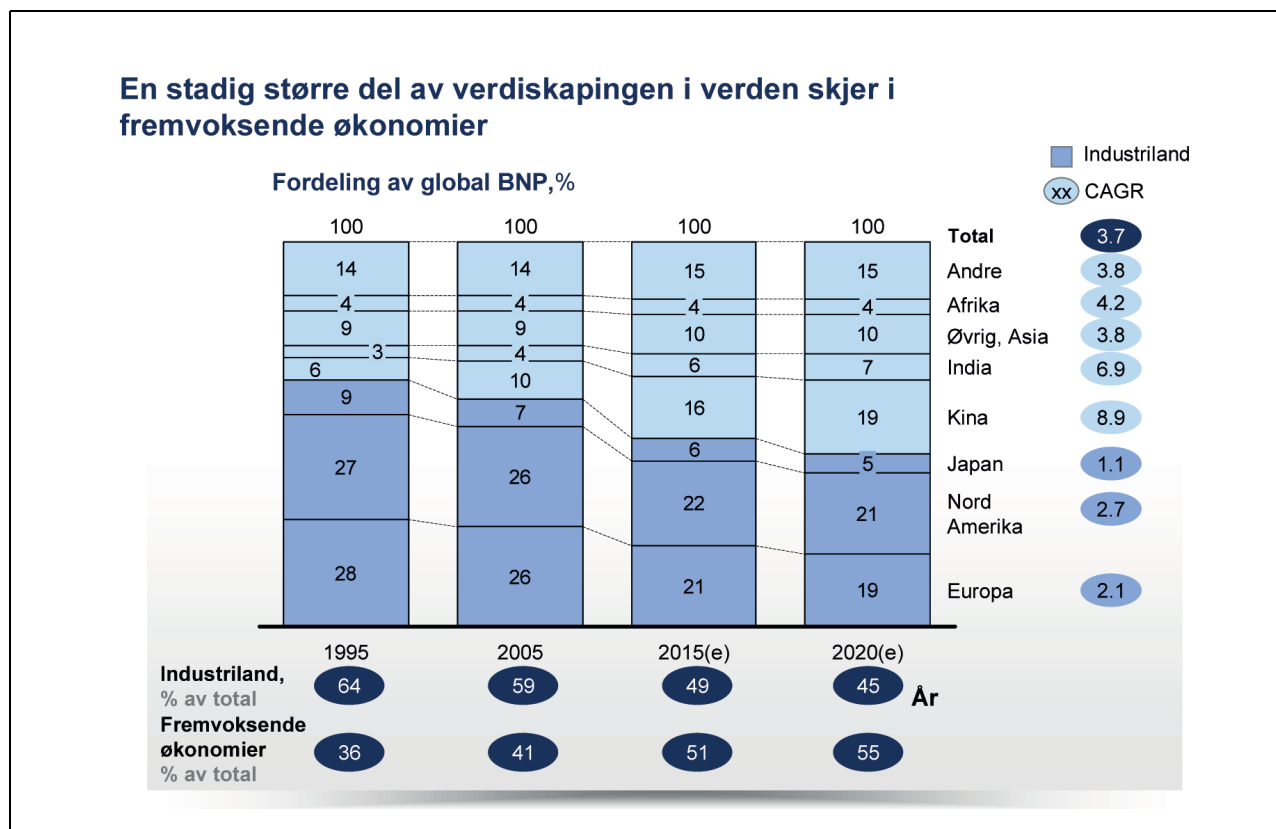 En stadig større del av verdiskapingen i verden skjer i
fremvoksende økonomier
Industriland
xx CAGR
Fordeling av global BNP,%
100 100 100 100 Total 3.7
14 14 15 15 Andre 3.8
4 4 4 4 Afrika 4.2
9 9 10 10 Øvrig, Asia 3.8
3 4 6 7 India 6.9
6 10 16 19 Kina 8.9
9 7 6 5 Japan 1.1
27 26 22 21 Nord
Amerika 2.7
28 26 21 19 Europa 2.1
1995 2005 2015(e) 2020(e)
Industriland,
% av total
64 59 49 45 År
Fremvoksende
økonomier
% av total
36 41 51 55